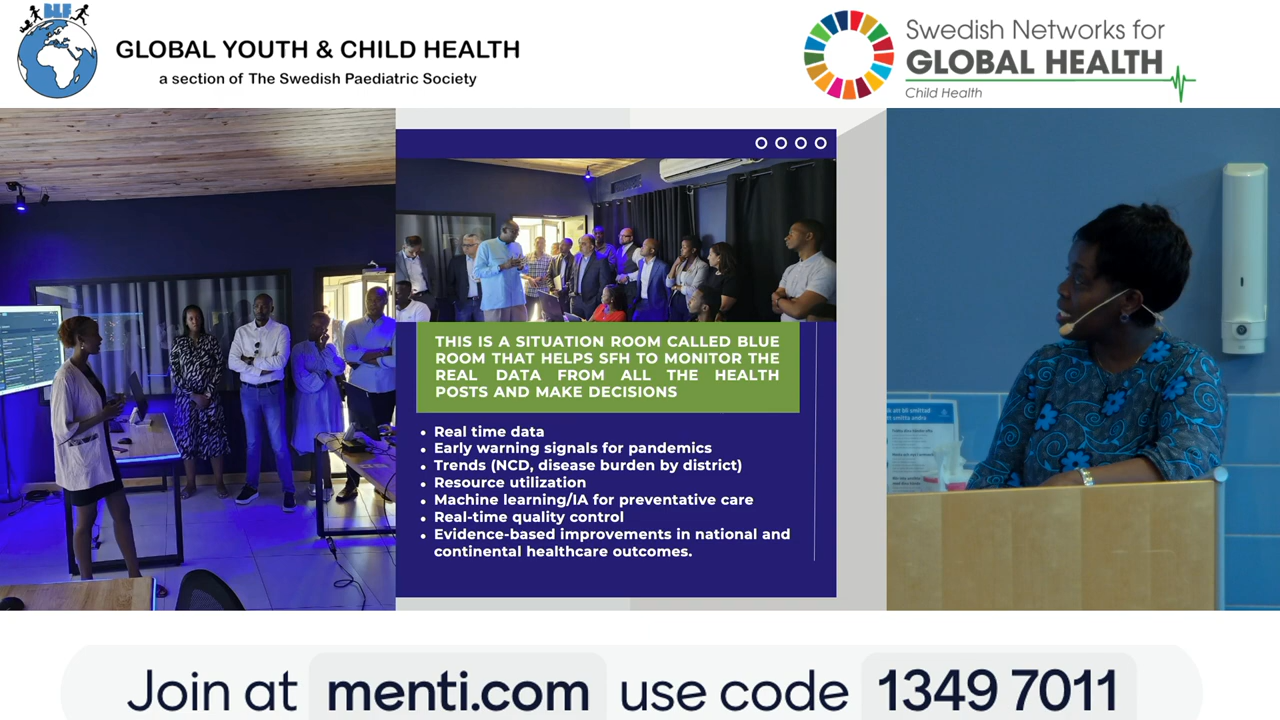 BLF
GLOBAL YOUTH & CHILD HEALTH
a section of The Swedish Paediatric Society
Swedish Networks for
GLOBAL HEALTH
Child Health
THIS IS A SITUATION ROOM CALLED BLUE
ROOM THAT HELPS SFH TO MONITOR THE
REAL DATA FROM ALL THE HEALTH
POSTS AND MAKE DECISIONS
• Real time data
• Early warning signals for pandemics
• Trends (NCD, disease burden by district)
• Resource utilization
• Machine learning/IA for preventative care
• Real-time quality control
• Evidence-based improvements in national and
continental healthcare outcomes.
Join at menti.com use code 1349 7011